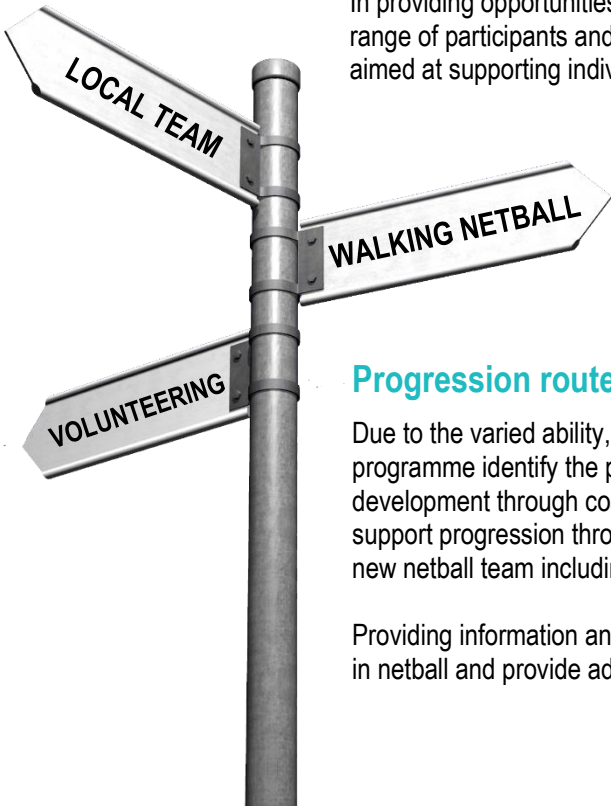 In providing opportunities
range of participants and
aimed at supporting indiv
LOCAL TEAM
WALKING NETBALL
VOLUNTEERING
Progression route
Due to the varied ability,
programme identify the p
development through co
support progression thro
new netball team includin
Providing information an
in netball and provide ad